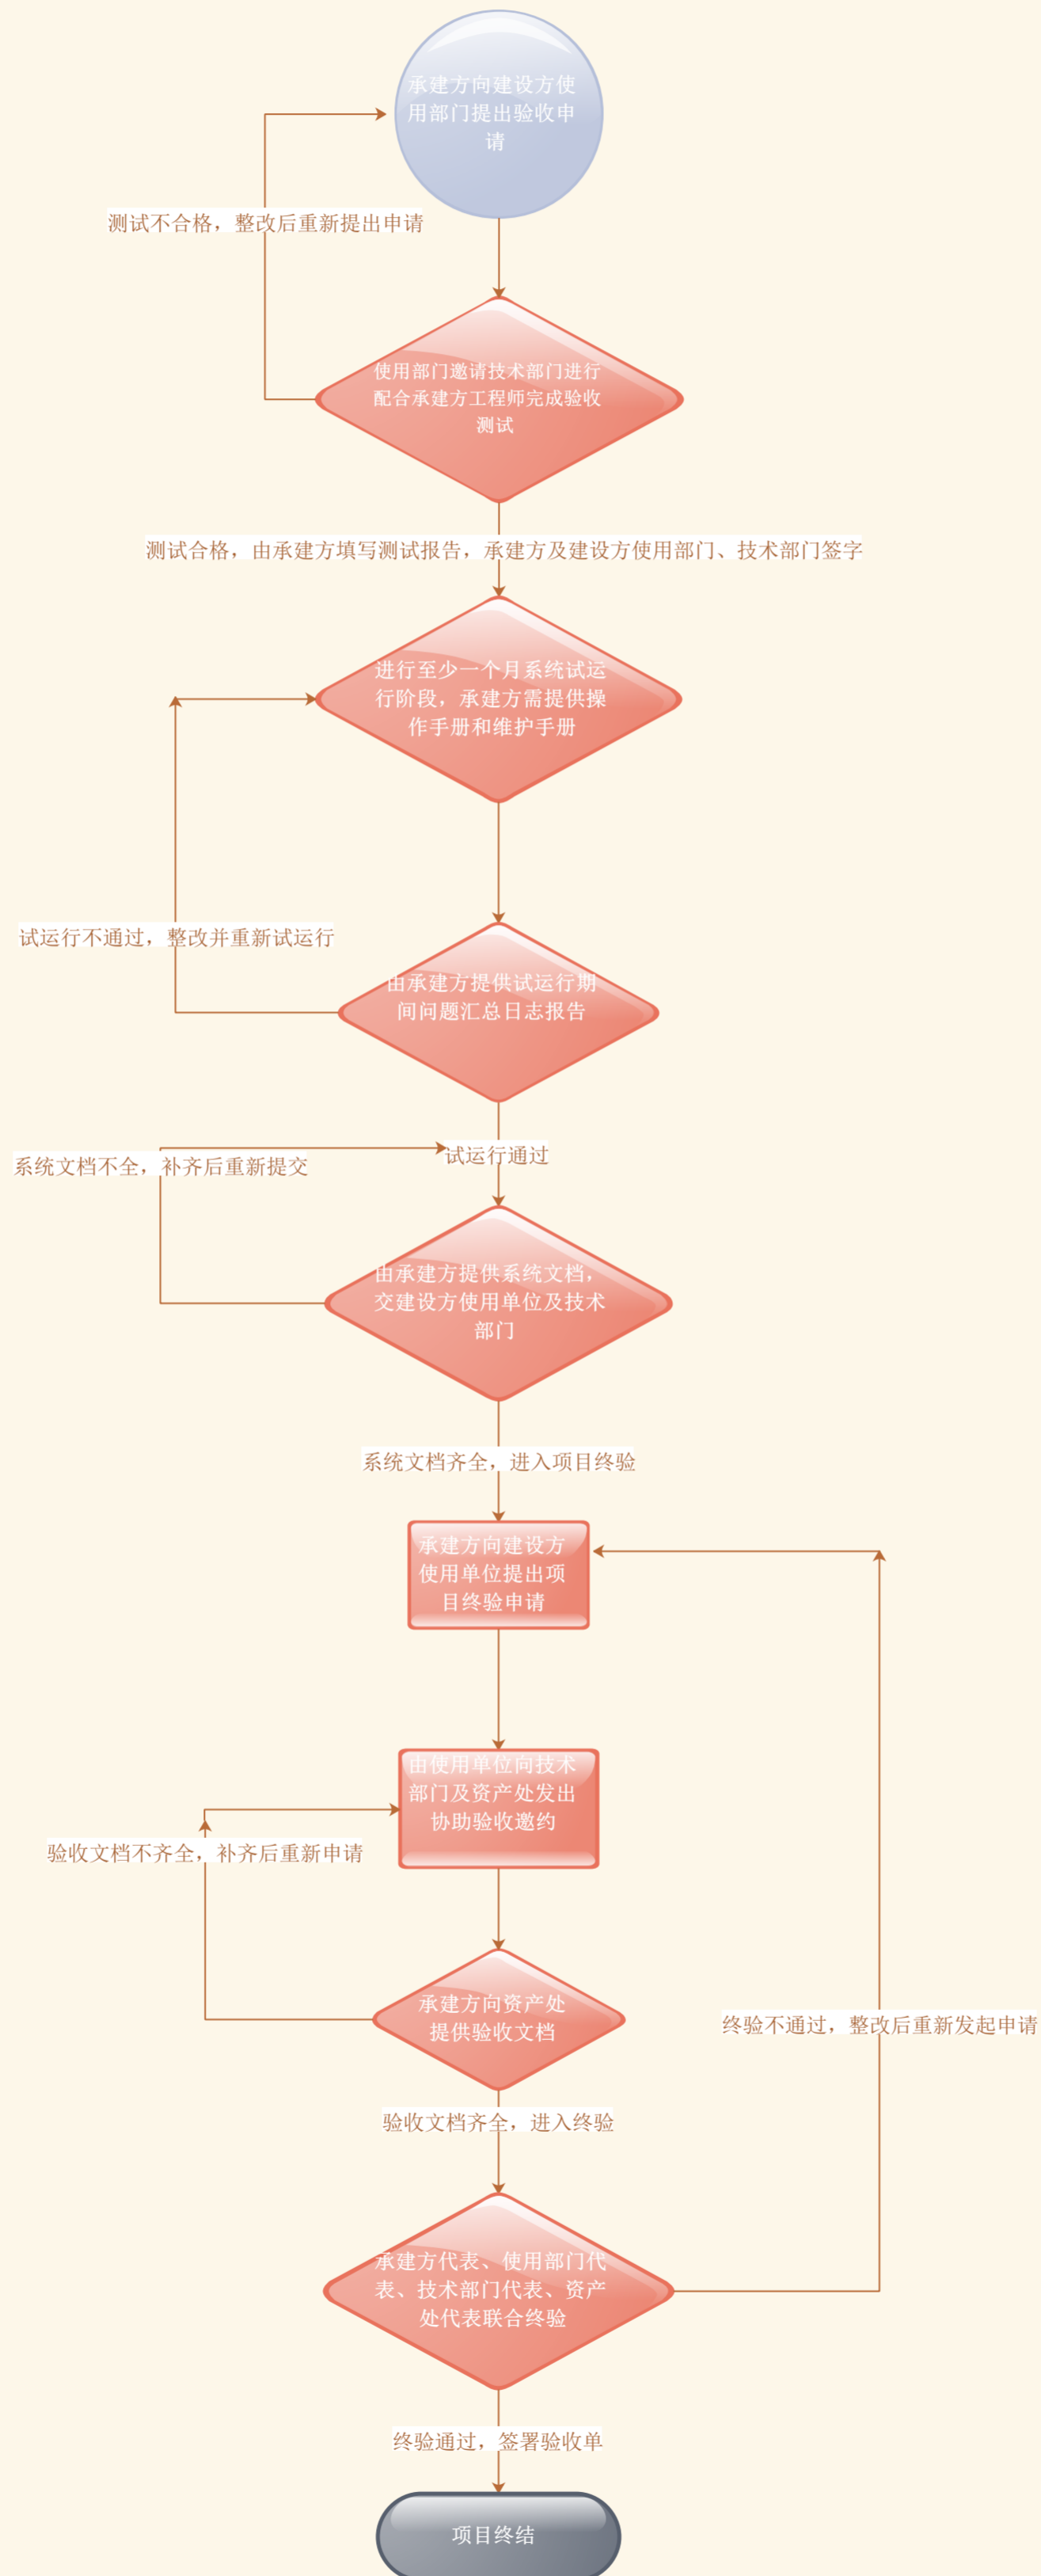 承建方向建设方使
用部门提出验收申
请
测试不合格，整改后重新提出申请
使用部门邀请技术部门进行
配合承建方工程师完成验收
测试
测试合格，由承建方填写测试报告，承建方及建设方使用部门、技术部门签字
进行至少一个月系统试运
行阶段，承建方需提供操
作手册和维护手册
试运行不通过，整改并重新试运行
由承建方提供试运行期
间问题汇总日志报告
试运行通过
系统文档不全，补齐后重新提交
由承建方提供系统文档，
交建设方使用单位及技术
部门
系统文档齐全，进入项目终验
承建方向建设方
使用单位提出项
目终验申请
由使用单位向技术
部门及资产处发出
协助验收邀约
验收文档不齐全，补齐后重新申请
承建方向资产处
提供验收文档
终验不通过，整改后重新发起申请
验收文档齐全，进入终验
承建方代表、使用部门代
表、技术部门代表、资产
处代表联合终验
终验通过，签署验收单
项目终结